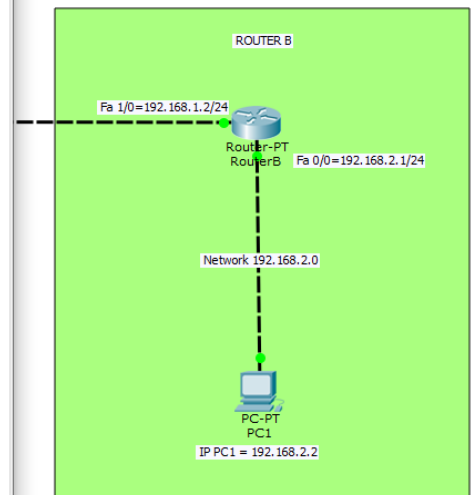 ROUTER B
Fa 1/0=192.168.1.2/24
Router-PT
RouterB
Fa 0/0=192.168.2.1/24
Network 192.168.2.0
PC-PT
PC1
IP PC1 = 192.168.2.2